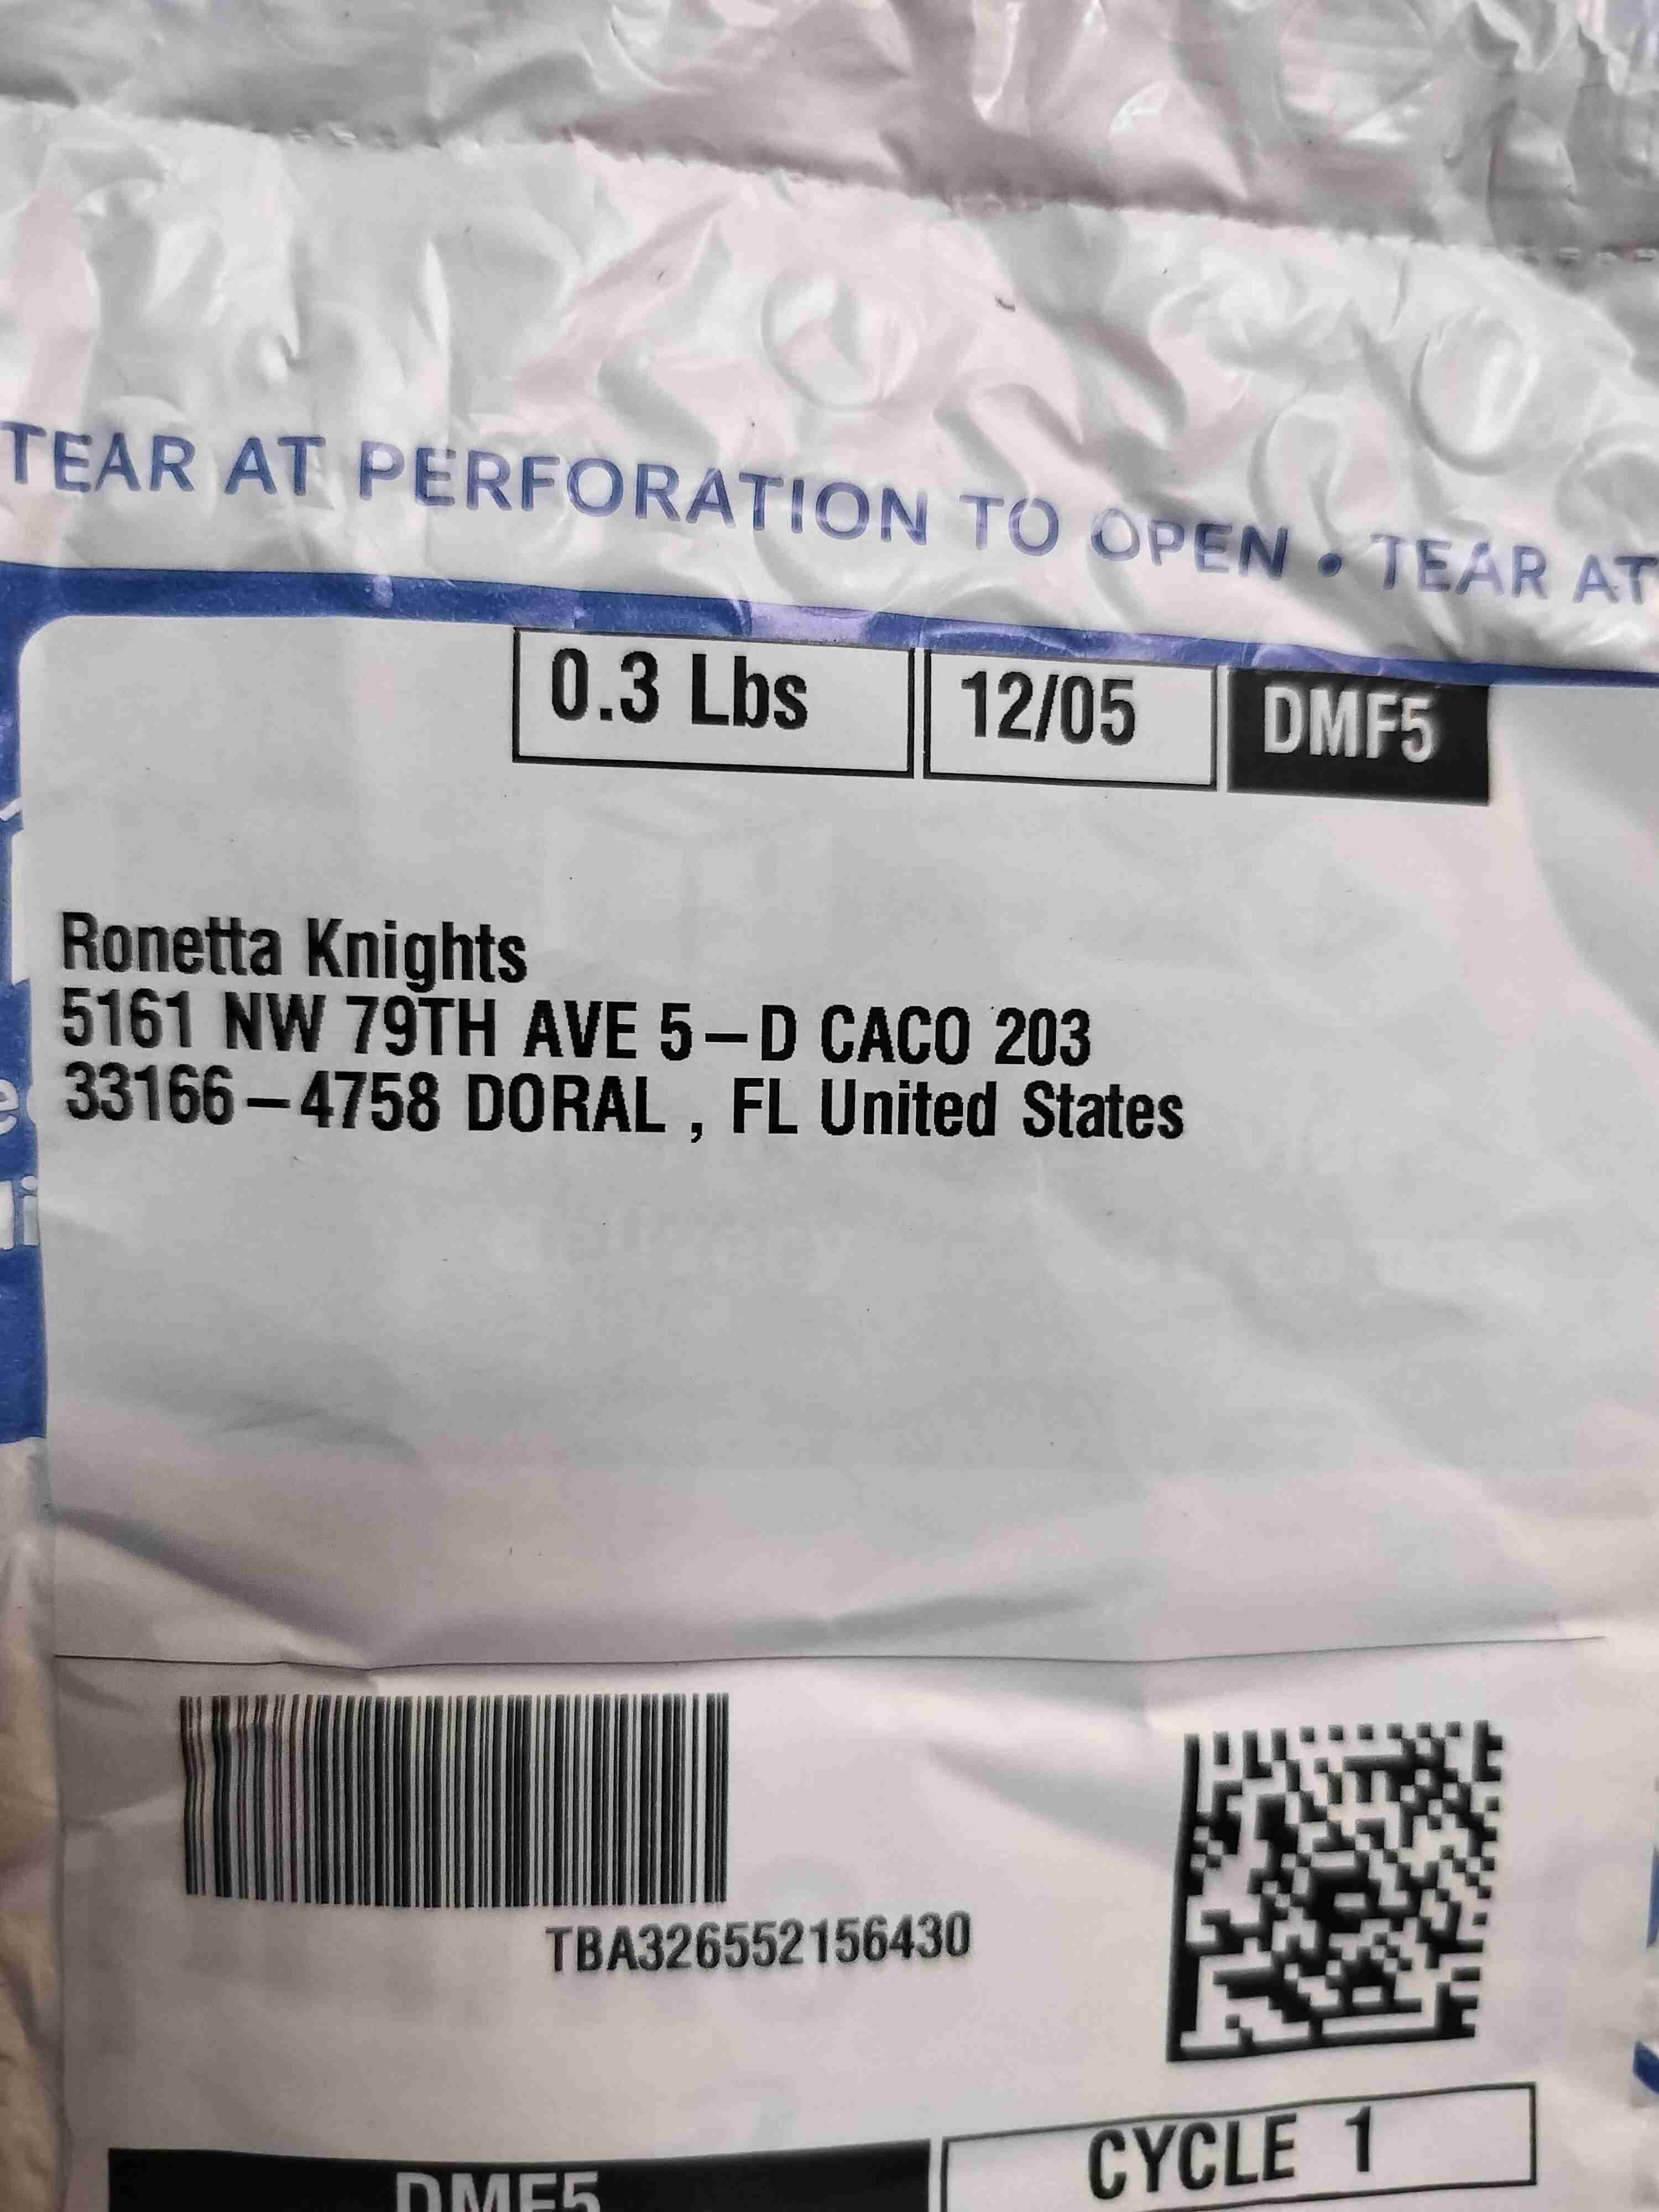 TEAR AT PERFORATION TO OPEN • TEAR AT
0.3 Lbs 12/05 DMF5
Ronetta Knights
5161 NW 79TH AVE 5-D CACO 203
33166-4758 DORAL , FL United States
TBA326552156430
CYCLE 1
DMF5